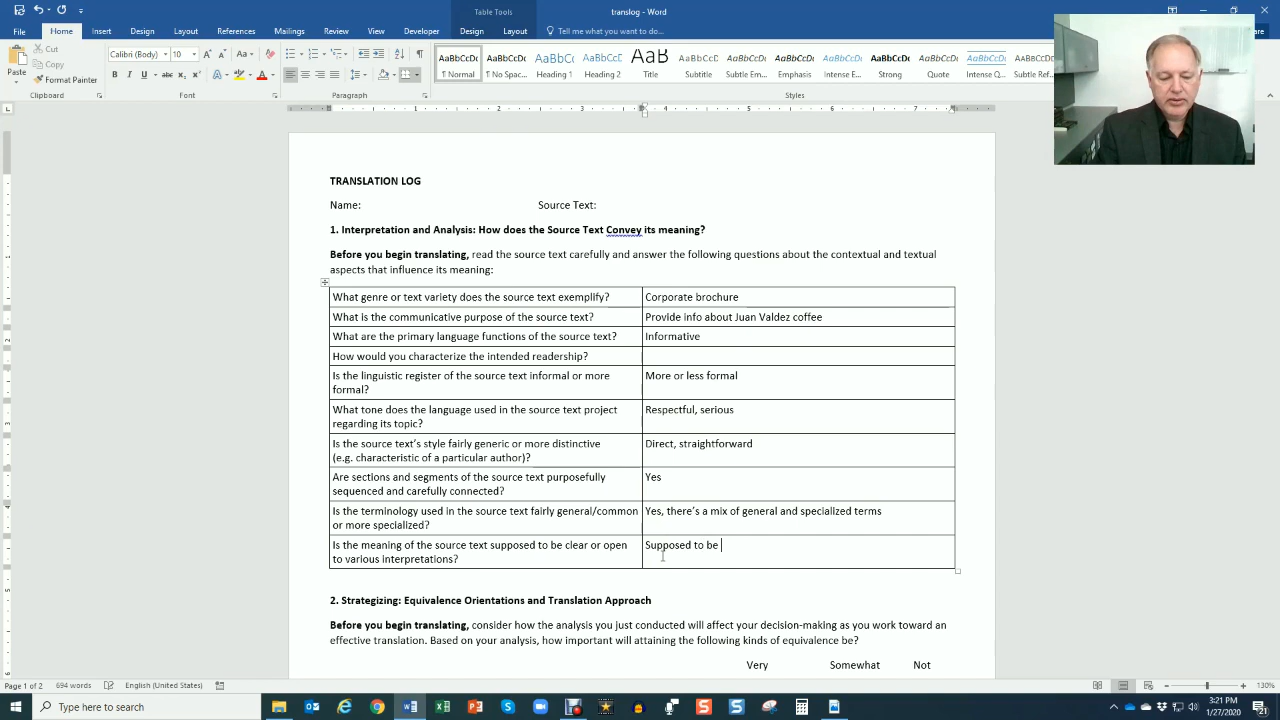 Table Tools
translog - Word
File
Home
Insert
Draw
Design
Layout
References
Mailings
Review
View
Developer
Design
Layout
Tell me what you want to do...
Share
Paste
Cut
Copy
Format Painter
Clipboard
Calibri (Body)
10
Font
Paragraph
AaBbCcDc AaBbCcDc AaBbC AaBbCc AaB AaBbCcD AaBbCcDc AaBbCcDc AaBbCcDc AaBbCcDc AaBbCcDc AaBbCcDc
¶ Normal
¶ No Spac...
Heading 1
Heading 2
Title
Subtitle
Subtle Em...
Emphasis
Intense E...
Strong
Quote
Intense Q...
Subtle Ref...
Styles
TRANSLATION LOG
Name: Source Text:
1. Interpretation and Analysis: How does the Source Text Convey its meaning?
Before you begin translating, read the source text carefully and answer the following questions about the contextual and textual
aspects that influence its meaning:
What genre or text variety does the source text exemplify?
Corporate brochure
What is the communicative purpose of the source text?
Provide info about Juan Valdez coffee
What are the primary language functions of the source text?
Informative
How would you characterize the intended readership?
Is the linguistic register of the source text informal or more
formal?
More or less formal
What tone does the language used in the source text project
regarding its topic?
Respectful, serious
Is the source text's style fairly generic or more distinctive
(e.g. characteristic of a particular author)?
Direct, straightforward
Are sections and segments of the source text purposefully
sequenced and carefully connected?
Yes
Is the terminology used in the source text fairly general/common
or more specialized?
Yes, there's a mix of general and specialized terms
Is the meaning of the source text supposed to be clear or open
to various interpretations?
Supposed to be
2. Strategizing: Equivalence Orientations and Translation Approach
Before you begin translating, consider how the analysis you just conducted will affect your decision-making as you work toward an
effective translation. Based on your analysis, how important will attaining the following kinds of equivalence be?
Very Somewhat Not
Page 1 of 2
694 words
English (United States)
130%
Type here to search
3:21 PM
1/27/2020